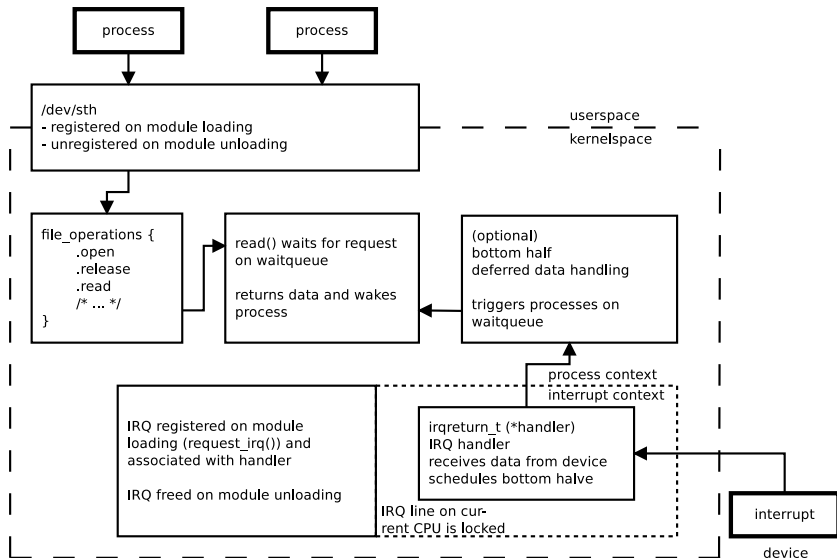 process
process
/dev/sth
- registered on module loading
- unregistered on module unloading
userspace
kernelspace
file_operations {
.open
.release
.read
/* ... */
}
read() waits for request
on waitqueue
returns data and wakes
process
(optional)
bottom half
deferred data handling
triggers processes on
waitqueue
process context
interrupt context
IRQ registered on module
loading (request_irq()) and
associated with handler
IRQ freed on module unloading
irqreturn_t (*handler)
IRQ handler
receives data from device
schedules bottom halve
IRQ line on cur-
rent CPU is locked
interrupt
device